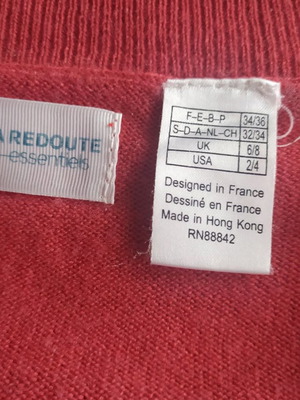 A REDOUTE
essentiels
F-E-B-P 34/36
S-D-A-NL-CH 32/34
UK 6/8
USA 2/4
Designed in France
Dessiné en France
Made in Hong Kong
RN88842